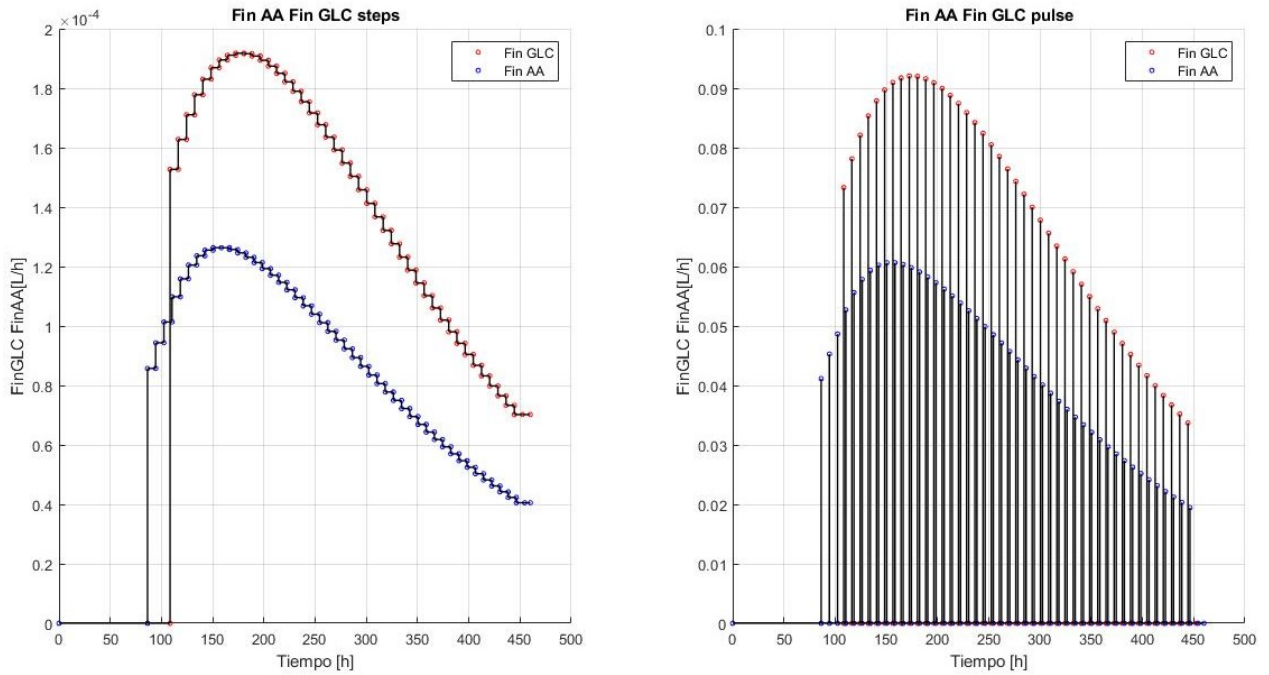 Fin AA Fin GLC steps
×10⁻⁴
2
1.8
1.6
1.4
1.2
1
0.8
0.6
0.4
0.2
0
FinGLC FinAA[L/h]
0 50 100 150 200 250 300 350 400 450 500
Tiempo [h]
Fin GLC
Fin AA
Fin AA Fin GLC pulse
0.1
0.09
0.08
0.07
0.06
0.05
0.04
0.03
0.02
0.01
0
FinGLC FinAA[L/h]
0 50 100 150 200 250 300 350 400 450 500
Tiempo [h]
Fin GLC
Fin AA